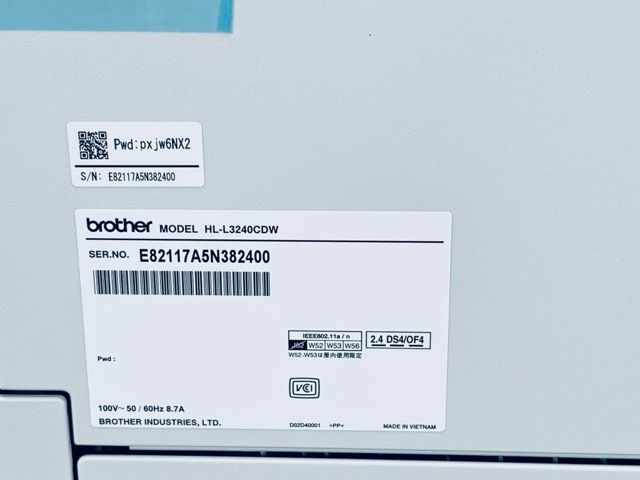 Pwd:pxjw6NX2
S/N: E82117A5N382400
brother MODEL HL-L3240CDW
SER.NO. E82117A5N382400
IEEE802.11a/n
J52 W52 W53 W56
2.4 DS4/OF4
W52、W53は屋内使用限定
Pwd :
VCI
100V~ 50 / 60Hz 8.7A
BROTHER INDUSTRIES, LTD.
D02D40001 >PP<
MADE IN VIETNAM